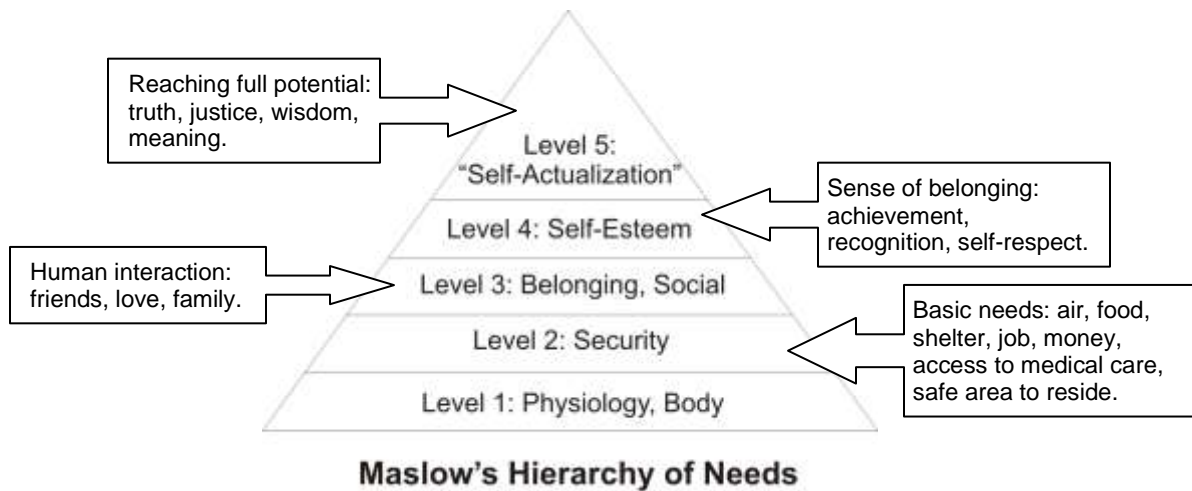 Reaching full potential:
truth, justice, wisdom,
meaning.
Level 5:
“Self-Actualization”
Sense of belonging:
achievement,
recognition, self-respect.
Level 4: Self-Esteem
Human interaction:
friends, love, family.
Level 3: Belonging, Social
Basic needs: air, food,
shelter, job, money,
access to medical care,
safe area to reside.
Level 2: Security
Level 1: Physiology, Body
Maslow's Hierarchy of Needs